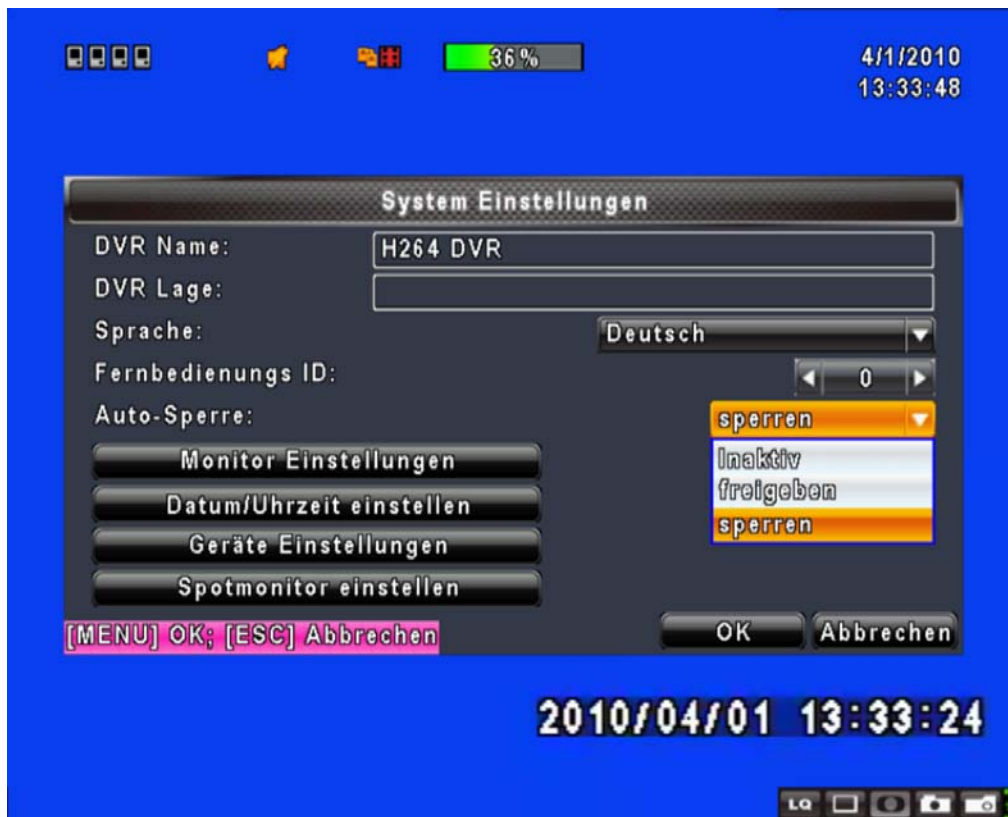 36%
4/1/2010
13:33:48
System Einstellungen
DVR Name:
H264 DVR
DVR Lage:
Sprache:
Deutsch
Fernbedienungs ID:
0
Auto-Sperre:
sperren
Inaktiv
freigeben
sperren
Monitor Einstellungen
Datum/Uhrzeit einstellen
Geräte Einstellungen
Spotmonitor einstellen
[MENU] OK; [ESC] Abbrechen
OK
Abbrechen
2010/04/01 13:33:24
LQ